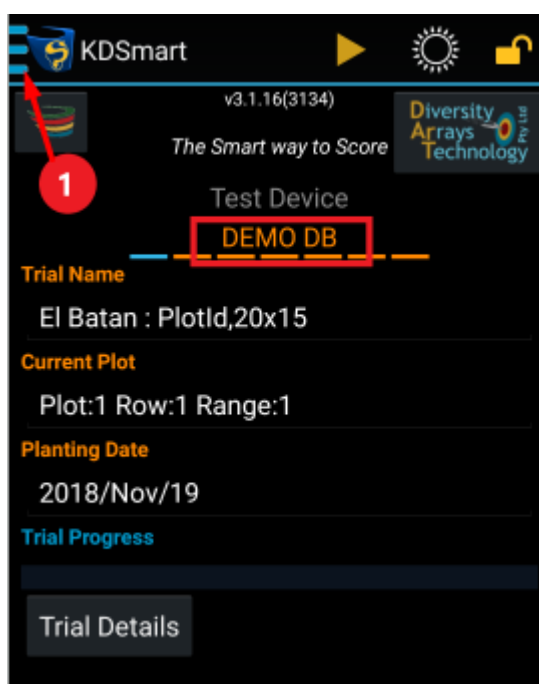 KDSmart
v3.1.16(3134)
The Smart way to Score
Diversity
Arrays
Technology
Pty Ltd
1
Test Device
DEMO DB
Trial Name
El Batan : PlotId,20x15
Current Plot
Plot:1 Row:1 Range:1
Planting Date
2018/Nov/19
Trial Progress
Trial Details